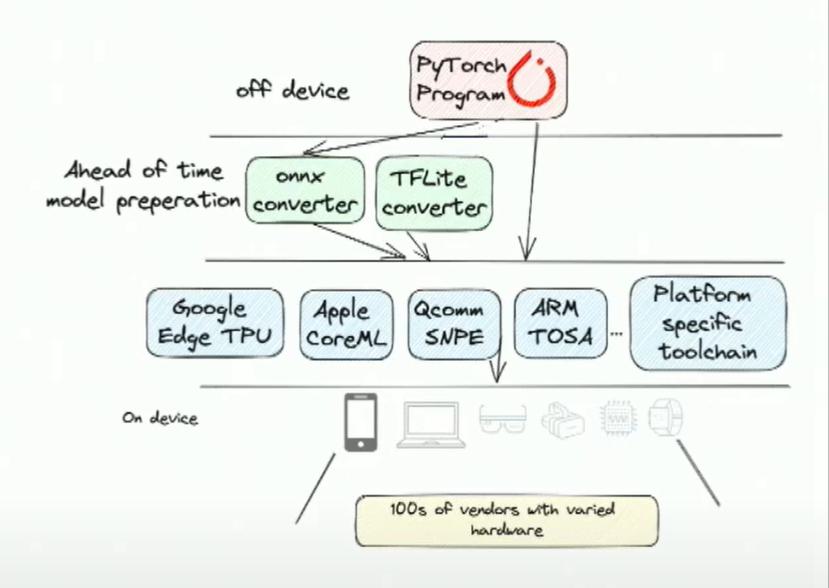 off device
PyTorch
Program
Ahead of time
model preperation
onnx
converter
TFLite
converter
Google
Edge TPU
Apple
CoreML
Qcomm
SNPE
ARM
TOSA
...
Platform
specific
toolchain
On device
100s of vendors with varied
hardware